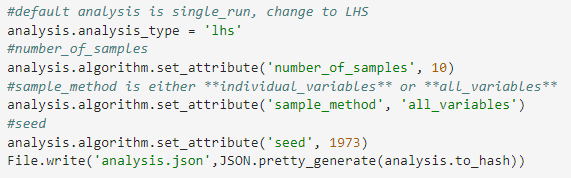 #default analysis is single_run, change to LHS
analysis.analysis_type = 'lhs'
#number_of_samples
analysis.algorithm.set_attribute('number_of_samples', 10)
#sample_method is either **individual_variables** or **all_variables**
analysis.algorithm.set_attribute('sample_method', 'all_variables')
#seed
analysis.algorithm.set_attribute('seed', 1973)
File.write('analysis.json',JSON.pretty_generate(analysis.to_hash))